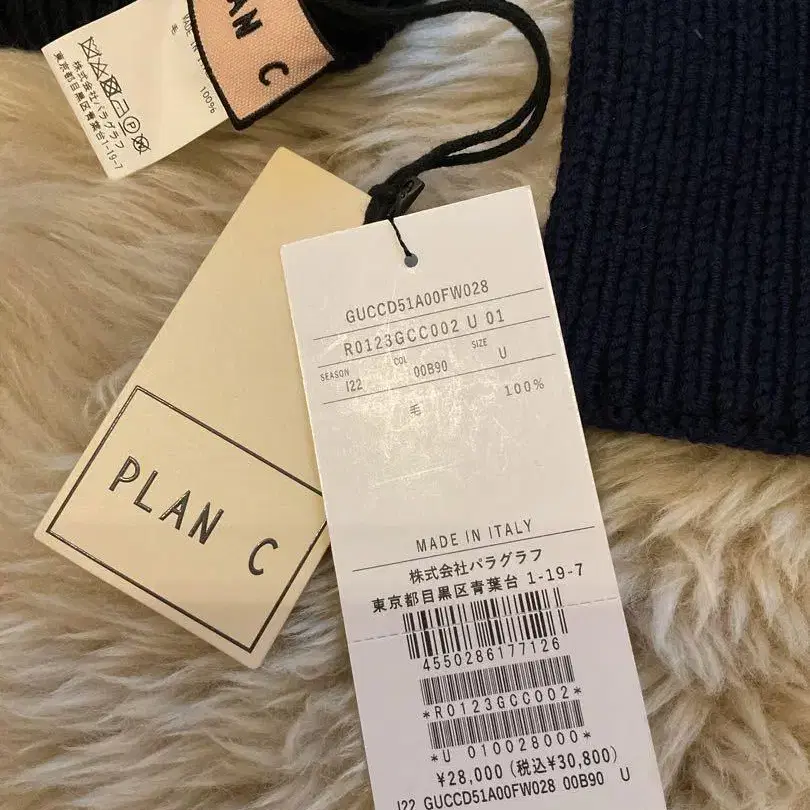 AN C
MADE IN
毛 100%
株式会社パラグラフ
東京都目黒区青葉台1-19-7
PLAN C
GUCCD51A00FW028
R0123GCC002 U 01
SEASON COL SIZE
I22 00B90 U
毛 100%
MADE IN ITALY
株式会社パラグラフ
東京都目黒区青葉台 1-19-7
4550286177126
*R0123GCC002*
*U 010028000*
¥28,000 (税込¥30,800)
I22 GUCCD51A00FW028 00B90 U